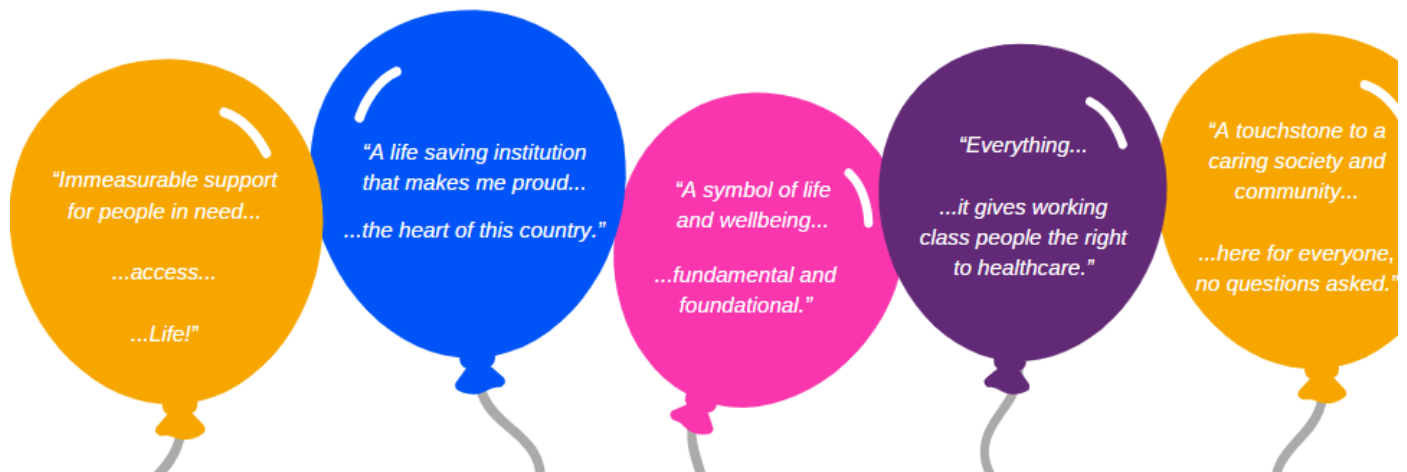 “Immeasurable support
for people in need...
...access...
...Life!”
“A life saving institution
that makes me proud...
...the heart of this country.”
“A symbol of life
and wellbeing...
...fundamental and
foundational.”
“Everything...
...it gives working
class people the right
to healthcare.”
“A touchstone to a
caring society and
community...
...here for everyone,
no questions asked.”